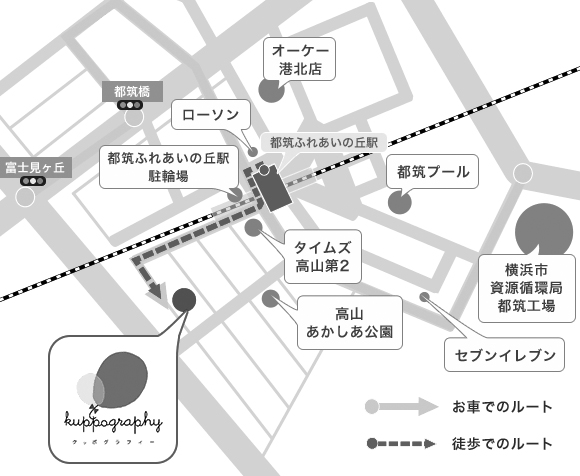 オーケー
港北店
都筑橋
ローソン
都筑ふれあいの丘駅
都筑ふれあいの丘駅
駐輪場
富士見ヶ丘
都筑プール
タイムズ
高山第2
横浜市
資源循環局
都筑工場
高山
あかしあ公園
セブンイレブン
kuppography
クッポグラフィー
お車でのルート
徒歩でのルート